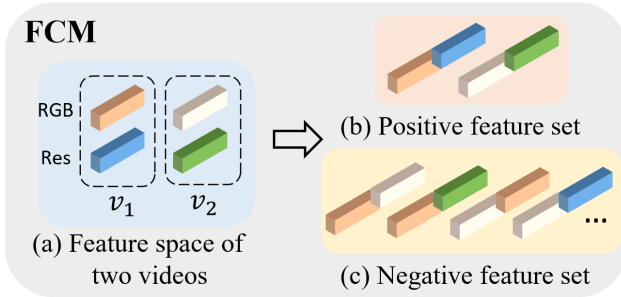 FCM
RGB
Res
v1
v2
(a) Feature space of
two videos
(b) Positive feature set
...
(c) Negative feature set